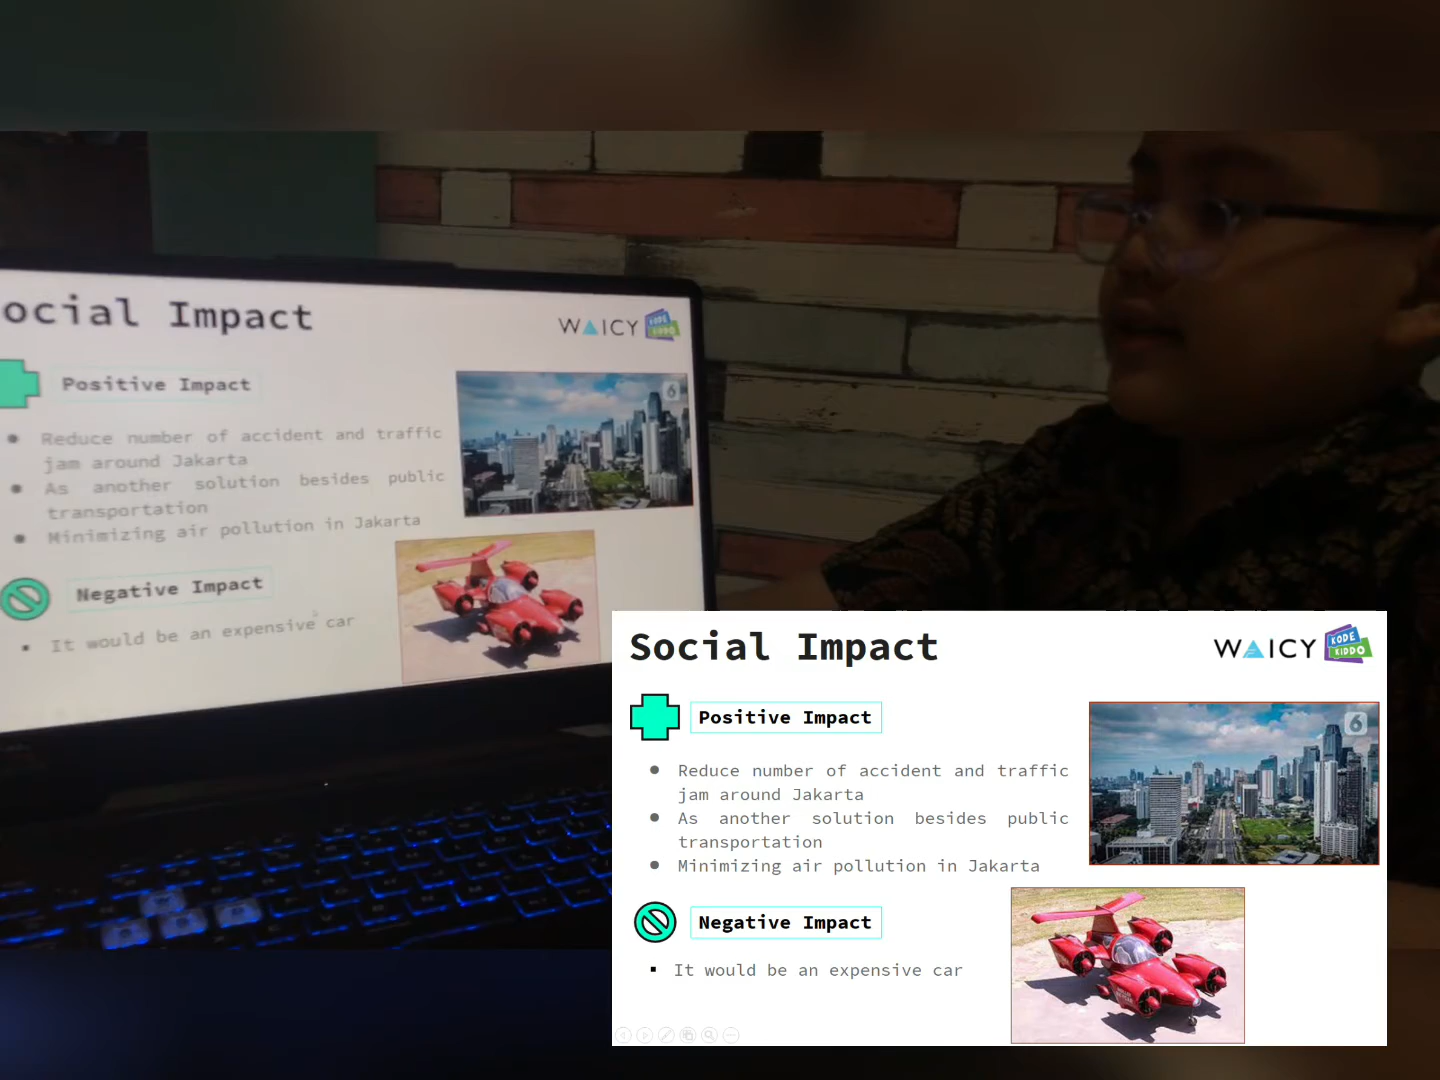 ocial Impact
WAICY KODE KIDDO
Positive Impact
6
Reduce number of accident and traffic
jam around Jakarta
As another solution besides public
transportation
Minimizing air pollution in Jakarta
Negative Impact
It would be an expensive car
Social Impact
WAICY KODE KIDDO
Positive Impact
6
Reduce number of accident and traffic
jam around Jakarta
As another solution besides public
transportation
Minimizing air pollution in Jakarta
Negative Impact
It would be an expensive car